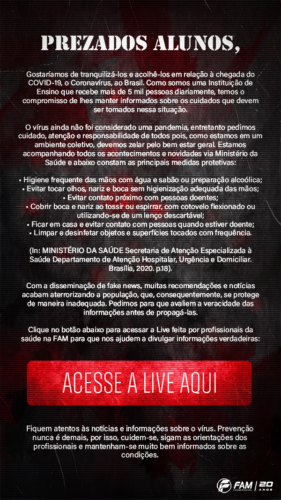 PREZADOS ALUNOS,
Gostaríamos de tranquilizá-los e acolhê-los em relação à chegada do
COVID-19, o Coronavírus, ao Brasil. Como somos uma Instituição de
Ensino que recebe mais de 5 mil pessoas diariamente, temos o
compromisso de lhes manter informados sobre os cuidados que devem
ser tomados nessa situação.
O vírus ainda não foi considerado uma pandemia, entretanto pedimos
cuidado, atenção e responsabilidade de todos pois, como estamos em um
ambiente coletivo, devemos zelar pelo bem estar geral. Estamos
acompanhando todos os acontecimentos e novidades via Ministério da
Saúde e abaixo constam as principais medidas protetivas:
• Higiene frequente das mãos com água e sabão ou preparação alcoólica;
• Evitar tocar olhos, nariz e boca sem higienização adequada das mãos;
• Evitar contato próximo com pessoas doentes;
• Cobrir boca e nariz ao tossir ou espirrar, com cotovelo flexionado ou
utilizando-se de um lenço descartável;
• Ficar em casa e evitar contato com pessoas quando estiver doente;
• Limpar e desinfetar objetos e superfícies tocados com frequência.
(In: MINISTÉRIO DA SAÚDE Secretaria de Atenção Especializada à
Saúde Departamento de Atenção Hospitalar, Urgência e Domiciliar.
Brasília, 2020. p.18).
Com a disseminação de fake news, muitas recomendações e notícias
acabam aterrorizando a população, que, consequentemente, se protege
de maneira inadequada. Pedimos para que avaliem a veracidade das
informações antes de propagá-las.
Clique no botão abaixo para acessar a Live feita por profissionais da
saúde na FAM para que nos ajudem a divulgar informações verdadeiras:
ACESSE A LIVE AQUI
Fiquem atentos às notícias e informações sobre o vírus. Prevenção
nunca é demais, por isso, cuidem-se, sigam as orientações dos
profissionais e mantenham-se muito bem informados sobre as
condições.
FAM | 20
ANOS